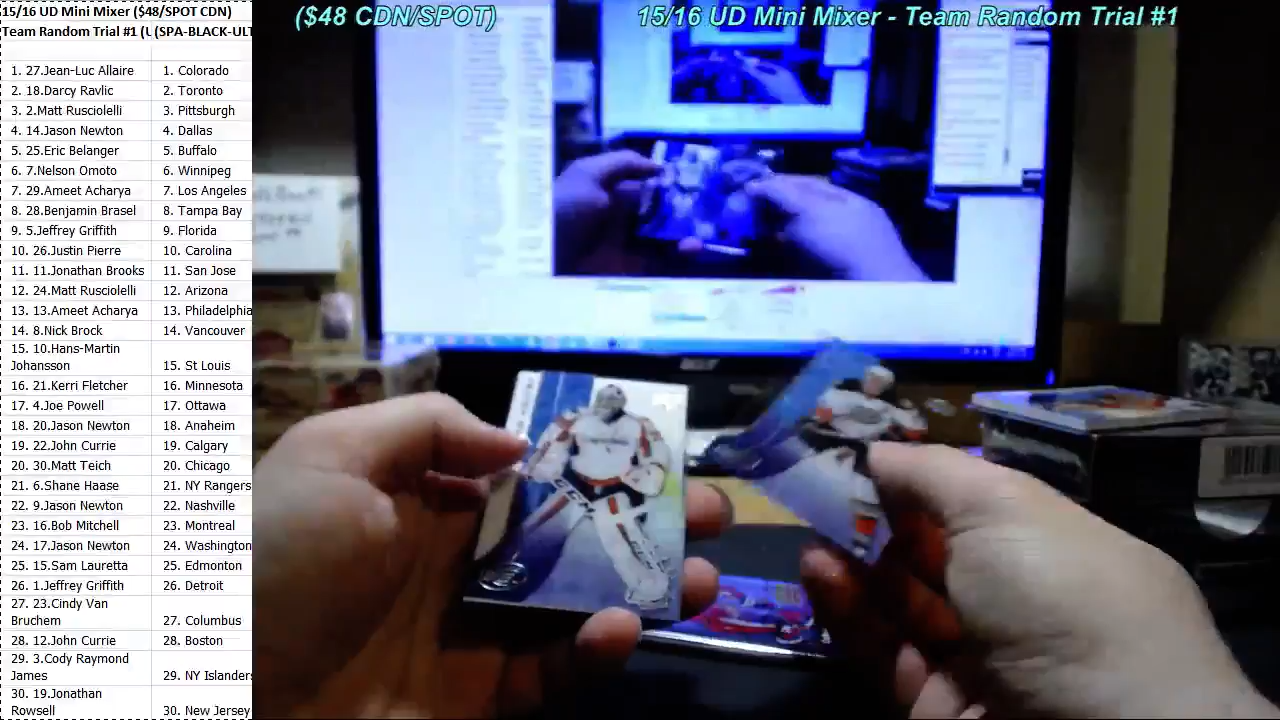 15/16 UD Mini Mixer ($48/SPOT CDN)
Team Random Trial #1 (U (SPA-BLACK-ULT
1. 27.Jean-Luc Allaire 1. Colorado
2. 18.Darcy Ravlic 2. Toronto
3. 2.Matt Rusciolelli 3. Pittsburgh
4. 14.Jason Newton 4. Dallas
5. 25.Eric Belanger 5. Buffalo
6. 7.Nelson Omoto 6. Winnipeg
7. 29.Ameet Acharya 7. Los Angeles
8. 28.Benjamin Brasel 8. Tampa Bay
9. 5.Jeffrey Griffith 9. Florida
10. 26.Justin Pierre 10. Carolina
11. 11.Jonathan Brooks 11. San Jose
12. 24.Matt Rusciolelli 12. Arizona
13. 13.Ameet Acharya 13. Philadelphia
14. 8.Nick Brock 14. Vancouver
15. 10.Hans-Martin
Johansson 15. St Louis
16. 21.Kerri Fletcher 16. Minnesota
17. 4.Joe Powell 17. Ottawa
18. 20.Jason Newton 18. Anaheim
19. 22.John Currie 19. Calgary
20. 30.Matt Teich 20. Chicago
21. 6.Shane Haase 21. NY Rangers
22. 9.Jason Newton 22. Nashville
23. 16.Bob Mitchell 23. Montreal
24. 17.Jason Newton 24. Washington
25. 15.Sam Lauretta 25. Edmonton
26. 1.Jeffrey Griffith 26. Detroit
27. 23.Cindy Van
Bruchem 27. Columbus
28. 12.John Currie 28. Boston
29. 3.Cody Raymond
James 29. NY Islanders
30. 19.Jonathan
Rowsell 30. New Jersey
($48 CDN/SPOT) 15/16 UD Mini Mixer - Team Random Trial #1
acer
CCM